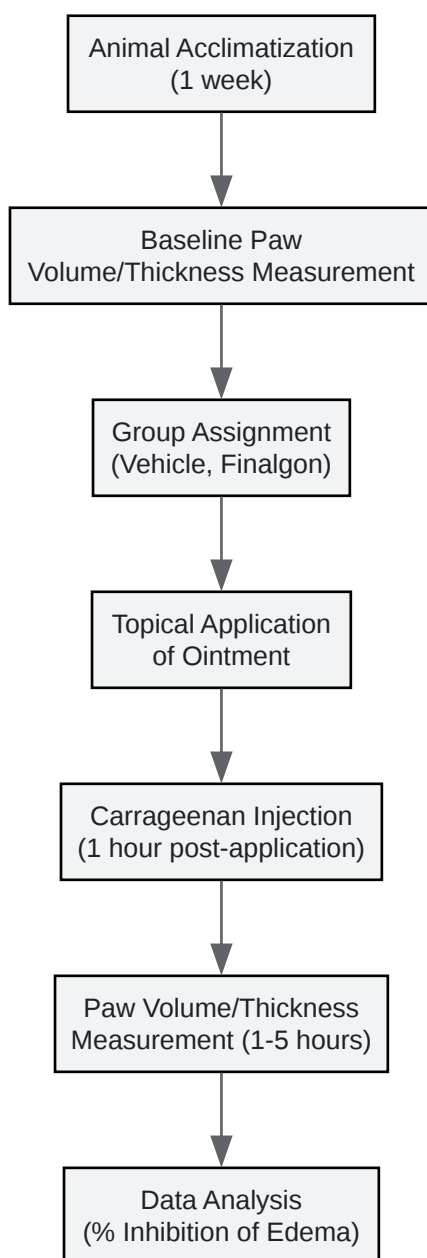 Animal Acclimatization
(1 week)
Baseline Paw
Volume/Thickness Measurement
Group Assignment
(Vehicle, Finalgon)
Topical Application
of Ointment
Carrageenan Injection
(1 hour post-application)
Paw Volume/Thickness
Measurement (1-5 hours)
Data Analysis
(% Inhibition of Edema)